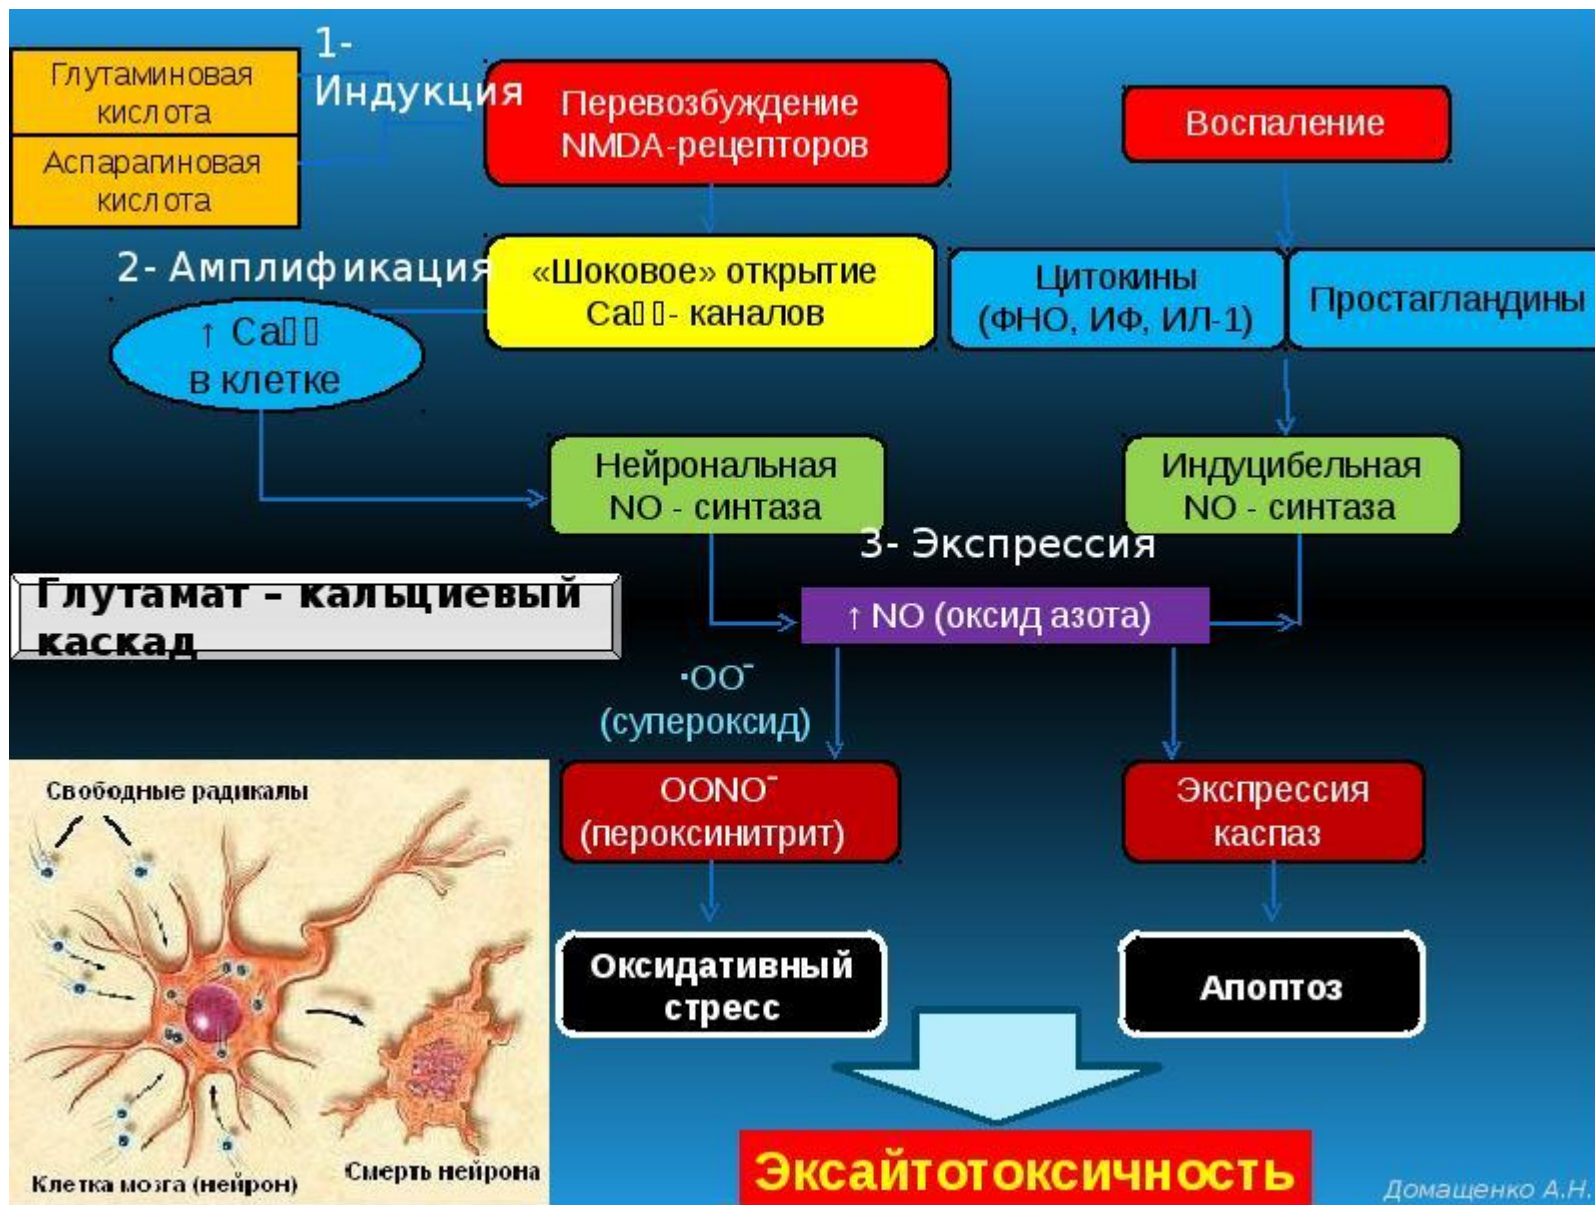 Глутаминовая
кислота
Аспарагиновая
кислота
1-
Индукция
Перевозбуждение
NMDA-рецепторов
Воспаление
2- Амплификация
«Шоковое» открытие
Ca▯▯- каналов
↑ Ca▯▯
в клетке
Цитокины
(ФНО, ИФ, ИЛ-1)
Простагландины
Нейрональная
NO - синтаза
Индуцибельная
NO - синтаза
3- Экспрессия
Глутамат – кальциевый
каскад
↑ NO (оксид азота)
·OO⁻
(супероксид)
OONO⁻
(пероксинитрит)
Экспрессия
каспаз
Оксидативный
стресс
Апоптоз
Свободные радикалы
Клетка мозга (нейрон)
Смерть нейрона
Эксайтотоксичность
Домащенко А.Н.